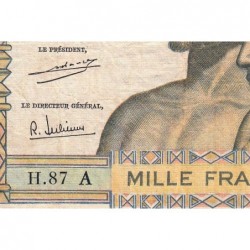 LE PRÉSIDENT,
LE DIRECTEUR GÉNÉRAL,
H.87 A
MILLE FRA